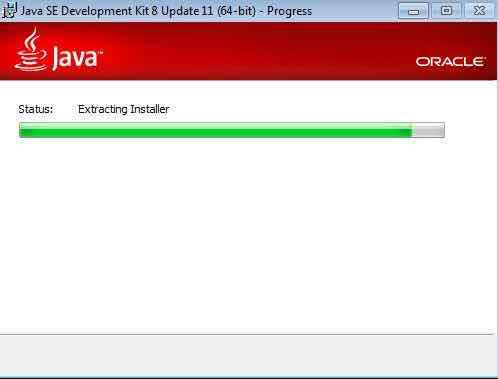 Java SE Development Kit 8 Update 11 (64-bit) - Progress
Java™
ORACLE®
Status: Extracting Installer